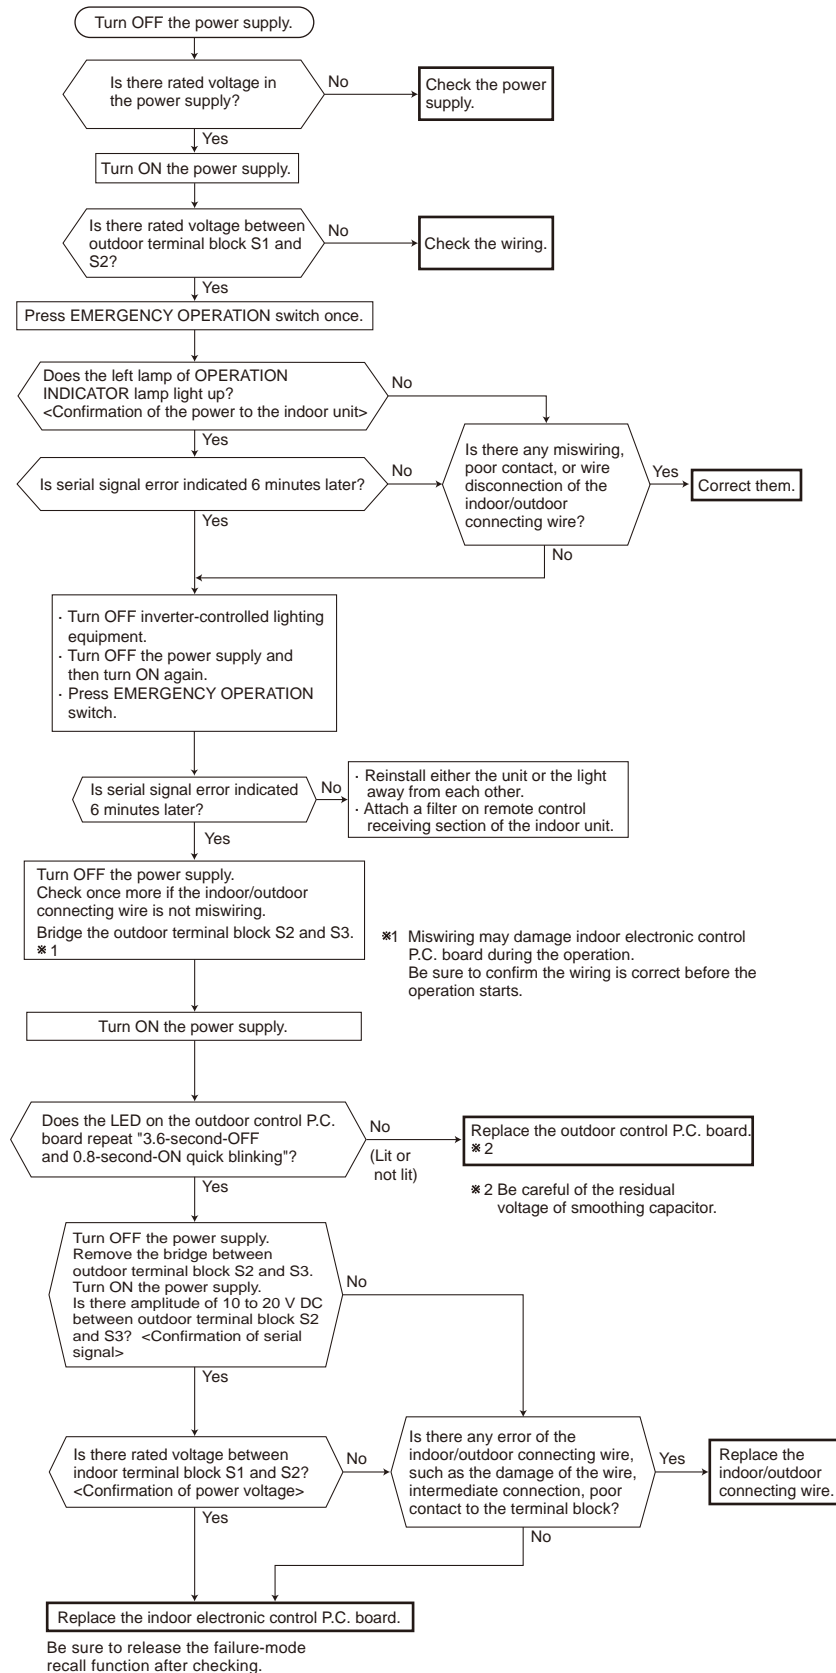 Turn OFF the power supply.
Is there rated voltage in
the power supply?
No
Check the power
supply.
Yes
Turn ON the power supply.
Is there rated voltage between
outdoor terminal block S1 and
S2?
No
Check the wiring.
Yes
Press EMERGENCY OPERATION switch once.
Does the left lamp of OPERATION
INDICATOR lamp light up?
<Confirmation of the power to the indoor unit>
No
Yes
Is serial signal error indicated 6 minutes later?
No
Is there any miswiring,
poor contact, or wire
disconnection of the
indoor/outdoor
connecting wire?
Yes
Correct them.
Yes
No
· Turn OFF inverter-controlled lighting
equipment.
· Turn OFF the power supply and
then turn ON again.
· Press EMERGENCY OPERATION
switch.
Is serial signal error indicated
6 minutes later?
No
· Reinstall either the unit or the light
away from each other.
· Attach a filter on remote control
receiving section of the indoor unit.
Yes
Turn OFF the power supply.
Check once more if the indoor/outdoor
connecting wire is not miswiring.
Bridge the outdoor terminal block S2 and S3.
※1
※1 Miswiring may damage indoor electronic control
P.C. board during the operation.
Be sure to confirm the wiring is correct before the
operation starts.
Turn ON the power supply.
Does the LED on the outdoor control P.C.
board repeat "3.6-second-OFF
and 0.8-second-ON quick blinking"?
No
(Lit or
not lit)
Replace the outdoor control P.C. board.
※2
※2 Be careful of the residual
voltage of smoothing capacitor.
Yes
Turn OFF the power supply.
Remove the bridge between
outdoor terminal block S2 and S3.
Turn ON the power supply.
Is there amplitude of 10 to 20 V DC
between outdoor terminal block S2
and S3? <Confirmation of serial
signal>
No
Yes
Is there rated voltage between
indoor terminal block S1 and S2?
<Confirmation of power voltage>
No
Is there any error of the
indoor/outdoor connecting wire,
such as the damage of the wire,
intermediate connection, poor
contact to the terminal block?
Yes
Replace the
indoor/outdoor
connecting wire.
Yes
No
Replace the indoor electronic control P.C. board.
Be sure to release the failure-mode
recall function after checking.